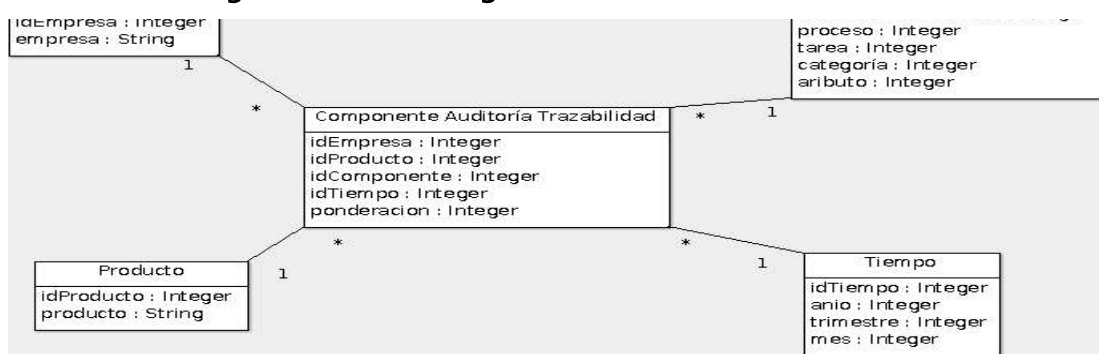 idEmpresa : Integer
empresa : String
1
*
proceso : Integer
tarea : Integer
categoría : Integer
aributo : Integer
*
1
Componente Auditoría Trazabilidad
idEmpresa : Integer
idProducto : Integer
idComponente : Integer
idTiempo : Integer
ponderacion : Integer
*
1
Producto
idProducto : Integer
producto : String
*
1
Tiempo
idTiempo : Integer
anio : Integer
trimestre : Integer
mes : Integer